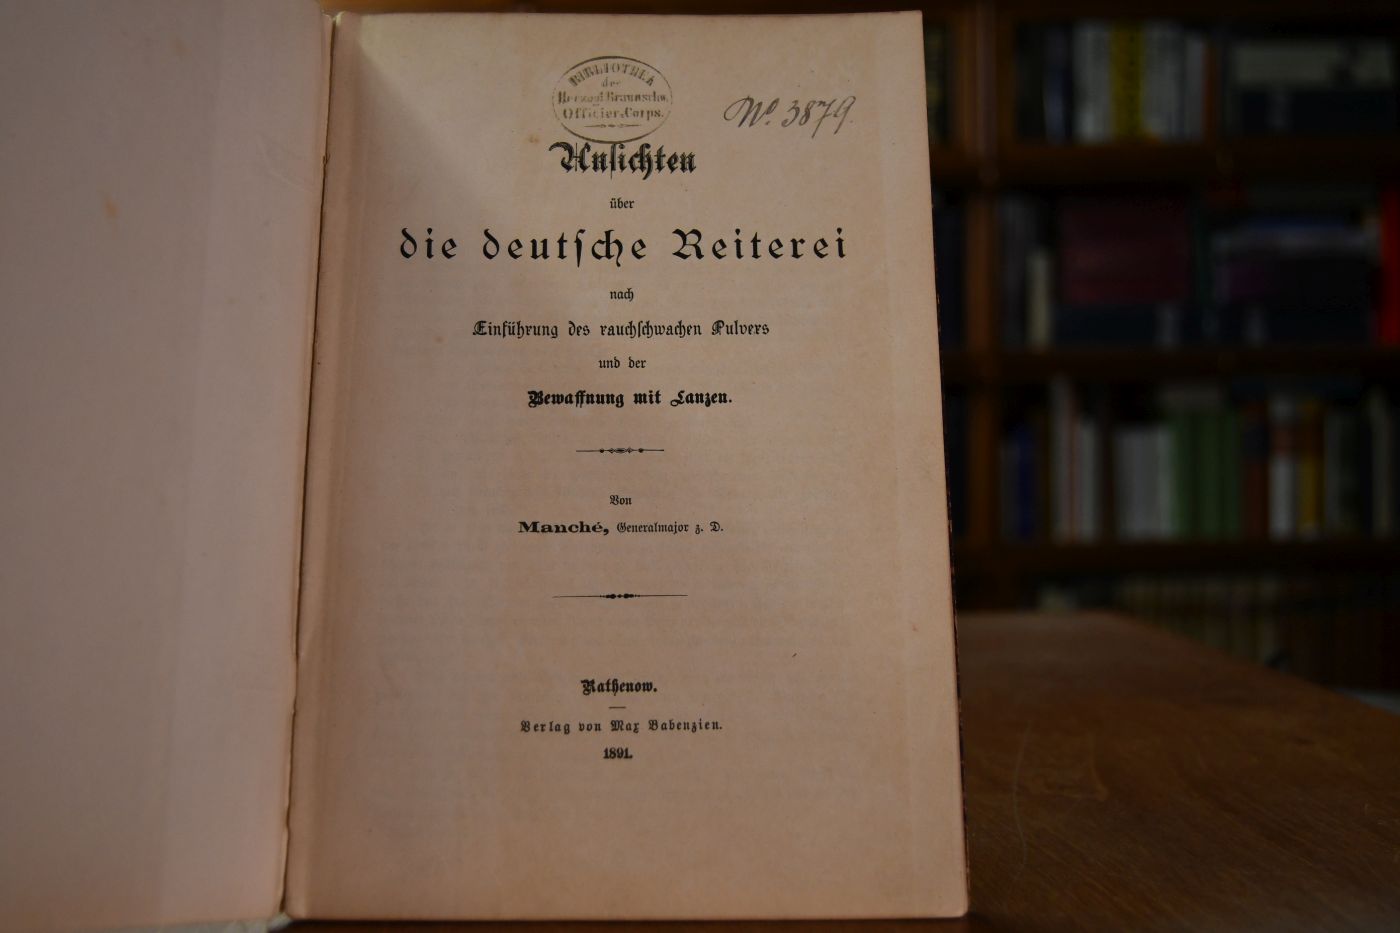 BIBLIOTHEK
der
Herzogl. Braunschw.
Officier-Corps.
No. 3879.
Ansichten
über
die deutſche Reiterei
nach
Einführung des rauchſchwachen Pulvers
und der
Bewaffnung mit Lanzen.
Von
Manché, Generalmajor z. D.
Rathenow.
Verlag von Max Babenzien.
1891.